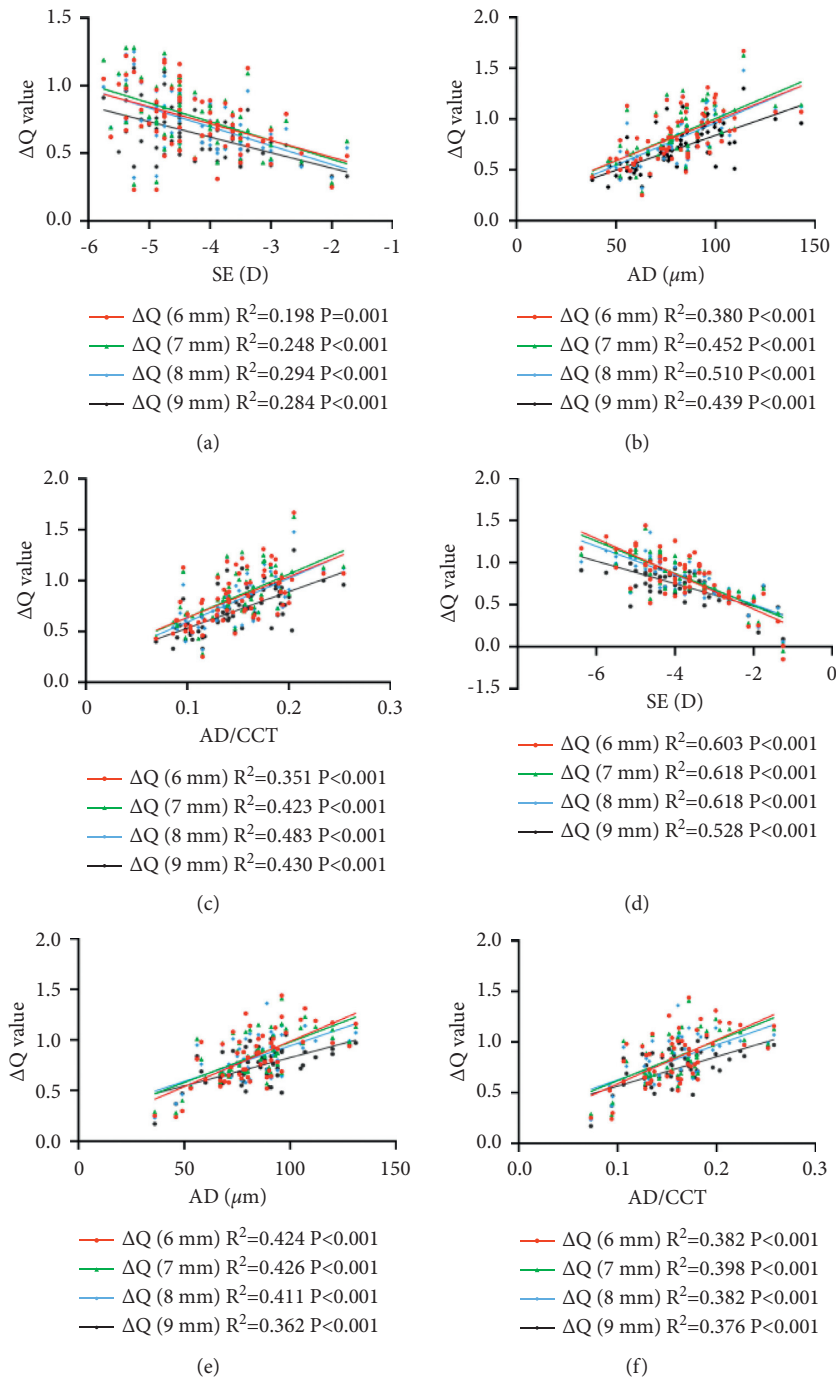 2.0
1.5
1.0
0.5
0.0
ΔQ value
-6 -5 -4 -3 -2 -1
SE (D)
ΔQ (6 mm) R²=0.198 P=0.001
ΔQ (7 mm) R²=0.248 P<0.001
ΔQ (8 mm) R²=0.294 P<0.001
ΔQ (9 mm) R²=0.284 P<0.001
(a)
2.0
1.5
1.0
0.5
0.0
ΔQ value
0 50 100 150
AD (μm)
ΔQ (6 mm) R²=0.380 P<0.001
ΔQ (7 mm) R²=0.452 P<0.001
ΔQ (8 mm) R²=0.510 P<0.001
ΔQ (9 mm) R²=0.439 P<0.001
(b)
2.0
1.5
1.0
0.5
0.0
ΔQ value
0 0.1 0.2 0.3
AD/CCT
ΔQ (6 mm) R²=0.351 P<0.001
ΔQ (7 mm) R²=0.423 P<0.001
ΔQ (8 mm) R²=0.483 P<0.001
ΔQ (9 mm) R²=0.430 P<0.001
(c)
2.0
1.5
1.0
0.5
0.0
-1.5
ΔQ value
-6 -4 -2 0
SE (D)
ΔQ (6 mm) R²=0.603 P<0.001
ΔQ (7 mm) R²=0.618 P<0.001
ΔQ (8 mm) R²=0.618 P<0.001
ΔQ (9 mm) R²=0.528 P<0.001
(d)
2.0
1.5
1.0
0.5
0.0
ΔQ value
0 50 100 150
AD (μm)
ΔQ (6 mm) R²=0.424 P<0.001
ΔQ (7 mm) R²=0.426 P<0.001
ΔQ (8 mm) R²=0.411 P<0.001
ΔQ (9 mm) R²=0.362 P<0.001
(e)
2.0
1.5
1.0
0.5
0.0
ΔQ value
0.0 0.1 0.2 0.3
AD/CCT
ΔQ (6 mm) R²=0.382 P<0.001
ΔQ (7 mm) R²=0.398 P<0.001
ΔQ (8 mm) R²=0.382 P<0.001
ΔQ (9 mm) R²=0.376 P<0.001
(f)